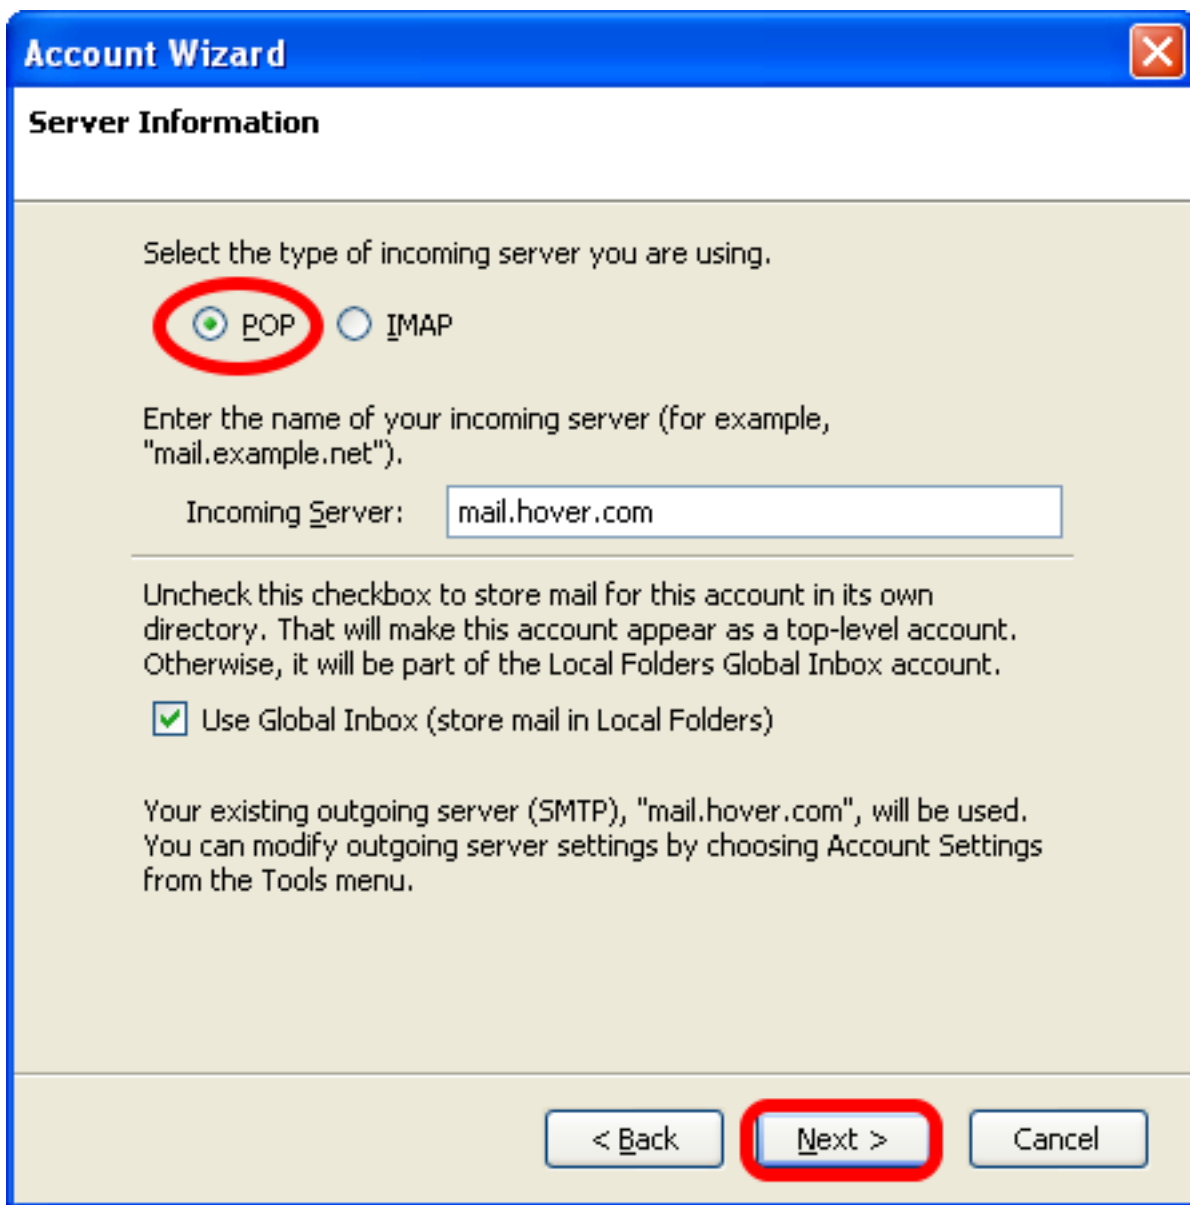 Account Wizard
Server Information
Select the type of incoming server you are using.
POP IMAP
Enter the name of your incoming server (for example,
"mail.example.net").
Incoming Server: mail.hover.com
Uncheck this checkbox to store mail for this account in its own
directory. That will make this account appear as a top-level account.
Otherwise, it will be part of the Local Folders Global Inbox account.
Use Global Inbox (store mail in Local Folders)
Your existing outgoing server (SMTP), "mail.hover.com", will be used.
You can modify outgoing server settings by choosing Account Settings
from the Tools menu.
< Back Next > Cancel